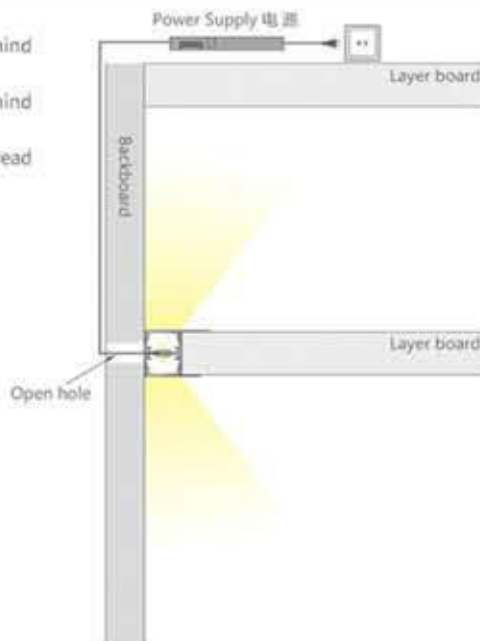 Power Supply 电源
hind
hind
ead
Layer board
Backboard
Layer board
Open hole